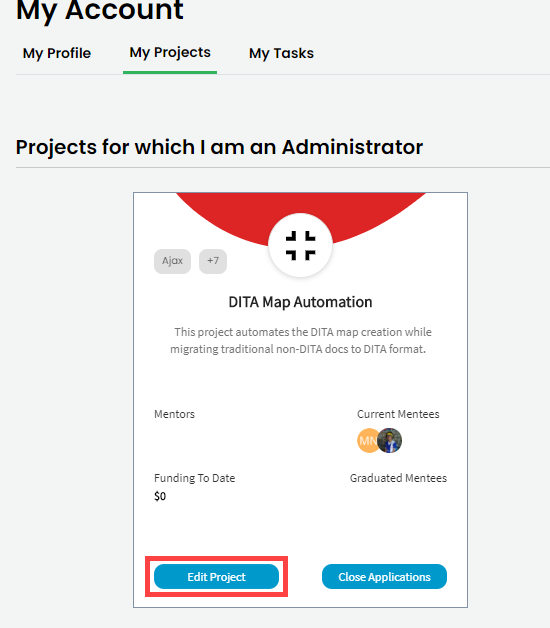 My Account
My Profile
My Projects
My Tasks
Projects for which I am an Administrator
Ajax
+7
DITA Map Automation
This project automates the DITA map creation while
migrating traditional non-DITA docs to DITA format.
Mentors
Current Mentees
MN
Funding To Date
Graduated Mentees
$0
Edit Project
Close Applications